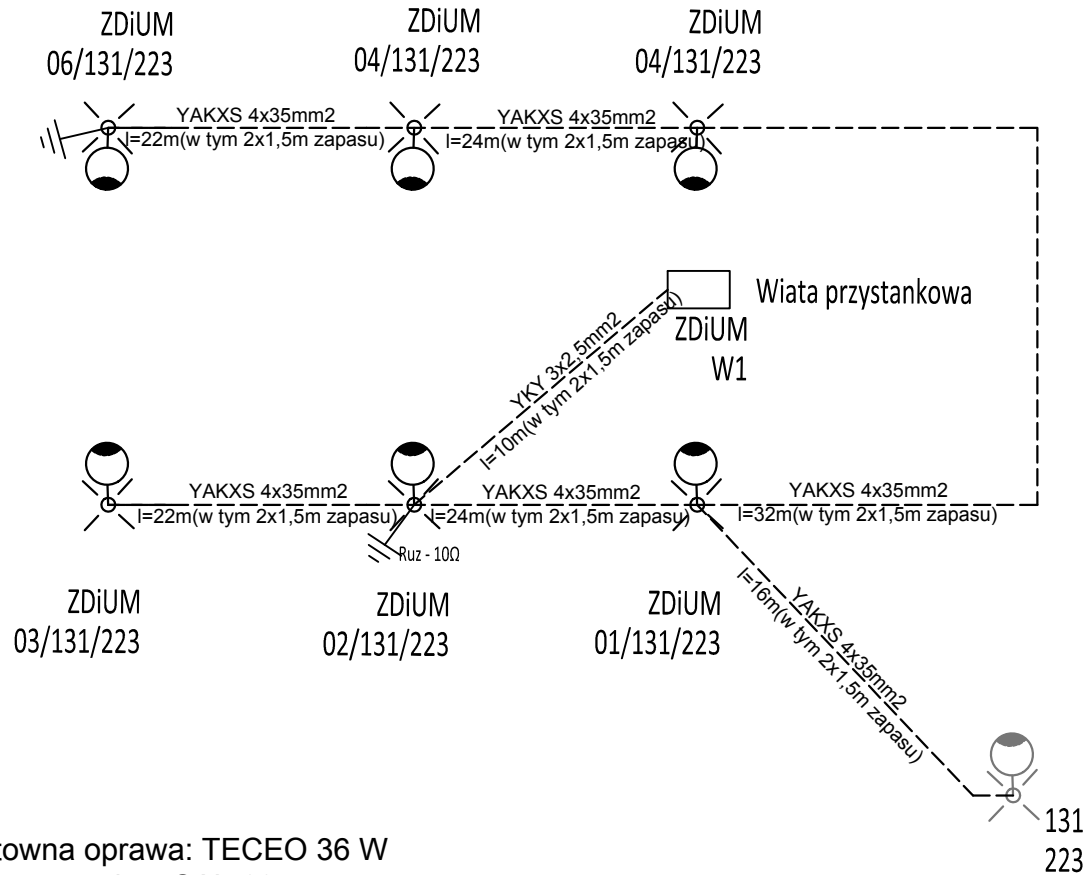 ZDiUM
06/131/223
ZDiUM
04/131/223
ZDiUM
04/131/223
YAKXS 4x35mm2
l=22m(w tym 2x1,5m zapasu)
YAKXS 4x35mm2
l=24m(w tym 2x1,5m zapasu)
Wiata przystankowa
ZDiUM
W1
YKY 3x2,5mm2
l=10m(w tym 2x1,5m zapasu)
YAKXS 4x35mm2
l=22m(w tym 2x1,5m zapasu)
YAKXS 4x35mm2
l=24m(w tym 2x1,5m zapasu)
YAKXS 4x35mm2
l=32m(w tym 2x1,5m zapasu)
Ruz - 10Ω
ZDiUM
03/131/223
ZDiUM
02/131/223
ZDiUM
01/131/223
YAKXS 4x35mm2
l=16m(w tym 2x1,5m zapasu)
131
223
oprawa: TECEO 36 W